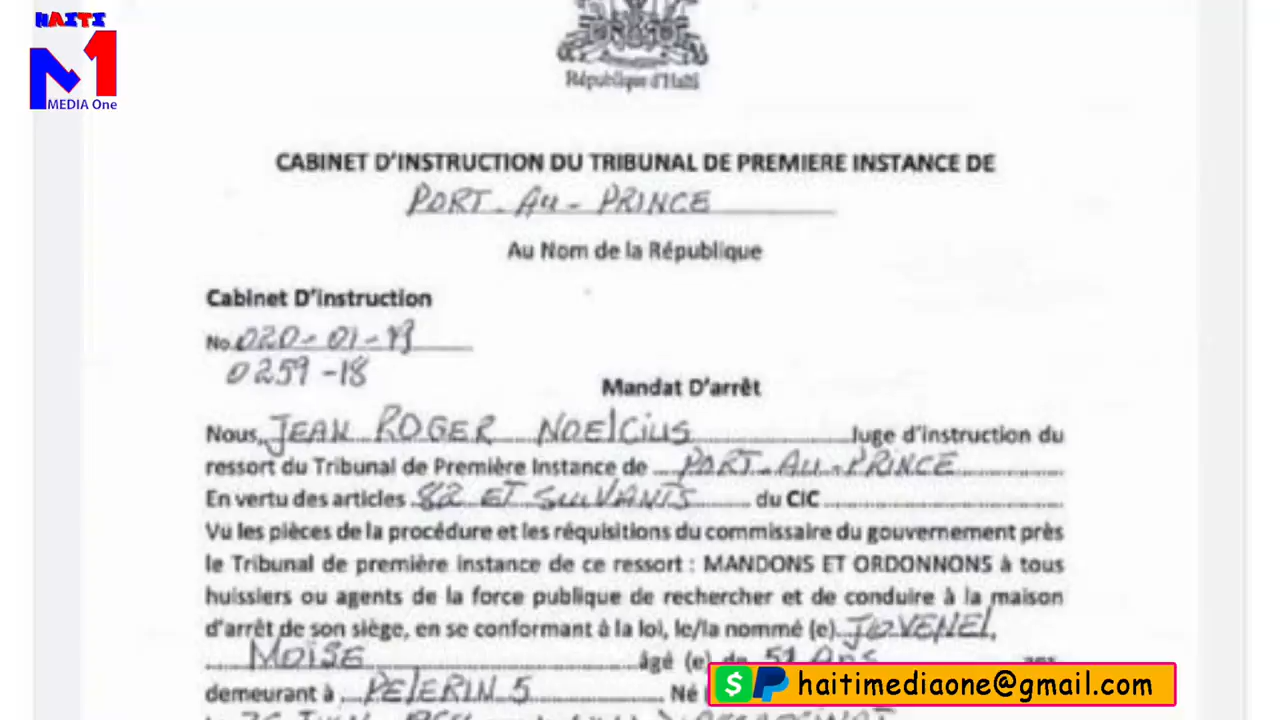 HAITI
M1
MEDIA One
République d'Haïti
CABINET D'INSTRUCTION DU TRIBUNAL DE PREMIERE INSTANCE DE
PORT-AU-PRINCE
Au Nom de la République
Cabinet D'instruction
No. 020-01-19
0259-18
Mandat D'arrêt
Nous, JEAN ROGER NOElCIUS Juge d'instruction du
ressort du Tribunal de Première Instance de PORT-AU-PRINCE
En vertu des articles 82 ET SUIVANTS du CIC
Vu les pièces de la procédure et les réquisitions du commissaire du gouvernement près
le Tribunal de première instance de ce ressort : MANDONS ET ORDONNONS à tous
huissiers ou agents de la force publique de rechercher et de conduire à la maison
d'arrêt de son siège, en se conformant à la loi, le/la nommé (e) JOVENEl
MOÏSE âgé (e) de 51 Ans
demeurant à PELERIN 5 Né
$ P haitimediaone@gmail.com